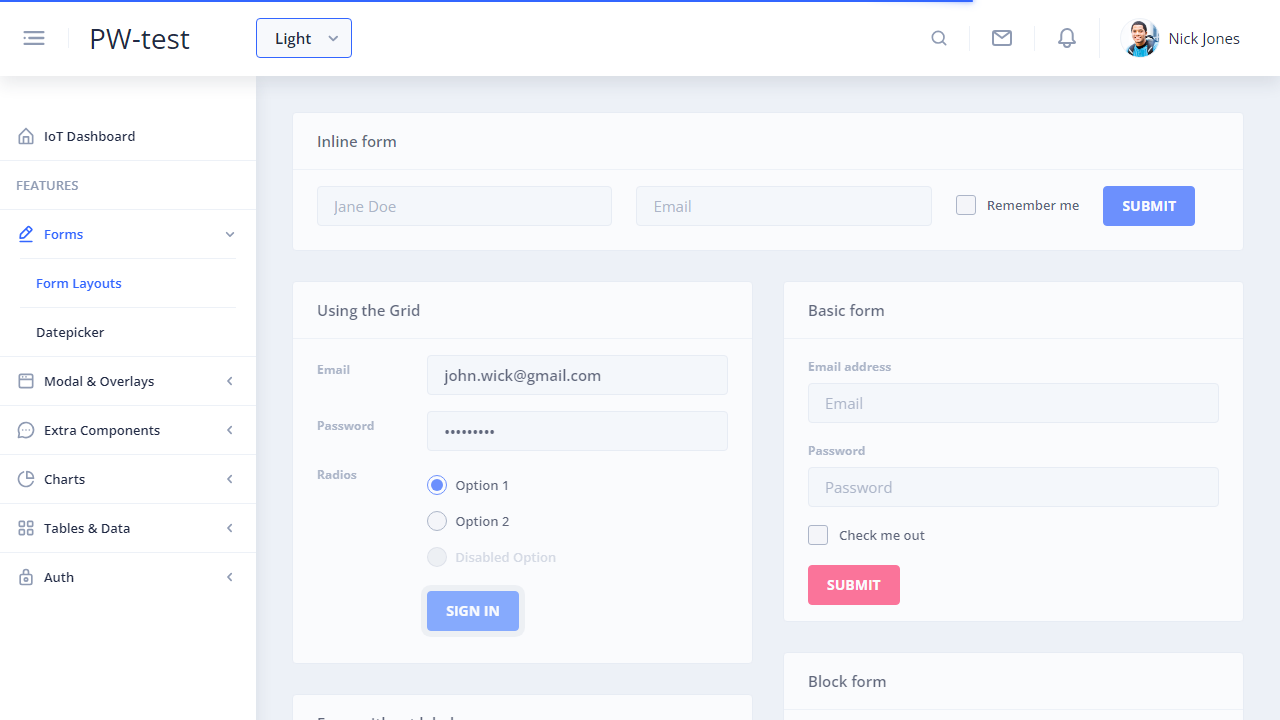 PW-test
Light
Nick Jones
IoT Dashboard
FEATURES
Forms
Form Layouts
Datepicker
Modal & Overlays
Extra Components
Charts
Tables & Data
Auth
Inline form
Jane Doe
Email
Remember me
SUBMIT
Using the Grid
Email
john.wick@gmail.com
Password
•••••••••
Radios
Option 1
Option 2
Disabled Option
SIGN IN
Basic form
Email address
Email
Password
Password
Check me out
SUBMIT
Block form